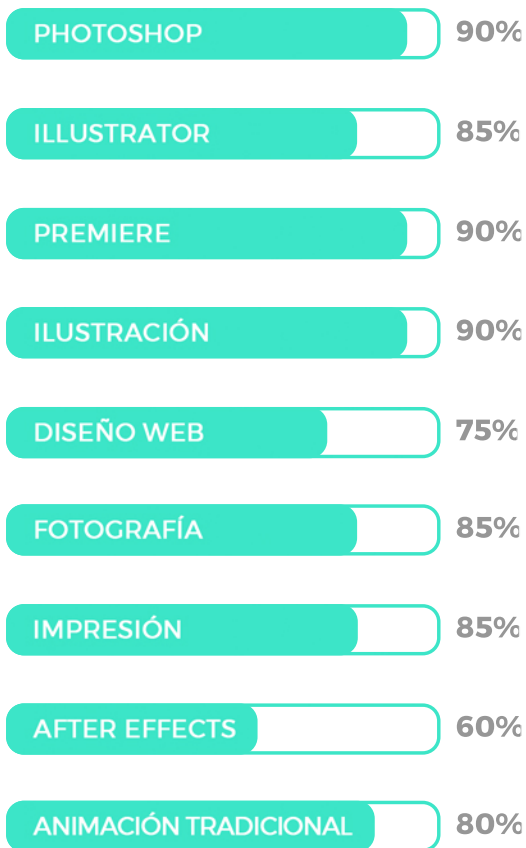 PHOTOSHOP 90%
ILLUSTRATOR 85%
PREMIERE 90%
ILUSTRACIÓN 90%
DISEÑO WEB 75%
FOTOGRAFÍA 85%
IMPRESIÓN 85%
AFTER EFFECTS 60%
ANIMACIÓN TRADICIONAL 80%